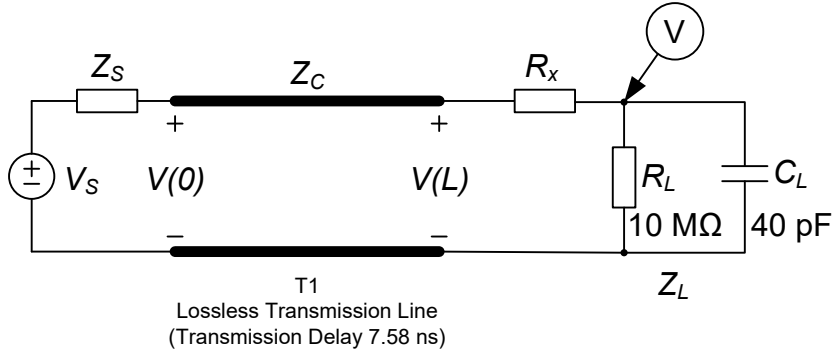 V
Z_S
Z_C
R_x
+
+
+
−
V_S
V(0)
V(L)
R_L
C_L
10 MΩ
40 pF
−
−
Z_L
T1
Lossless Transmission Line
(Transmission Delay 7.58 ns)